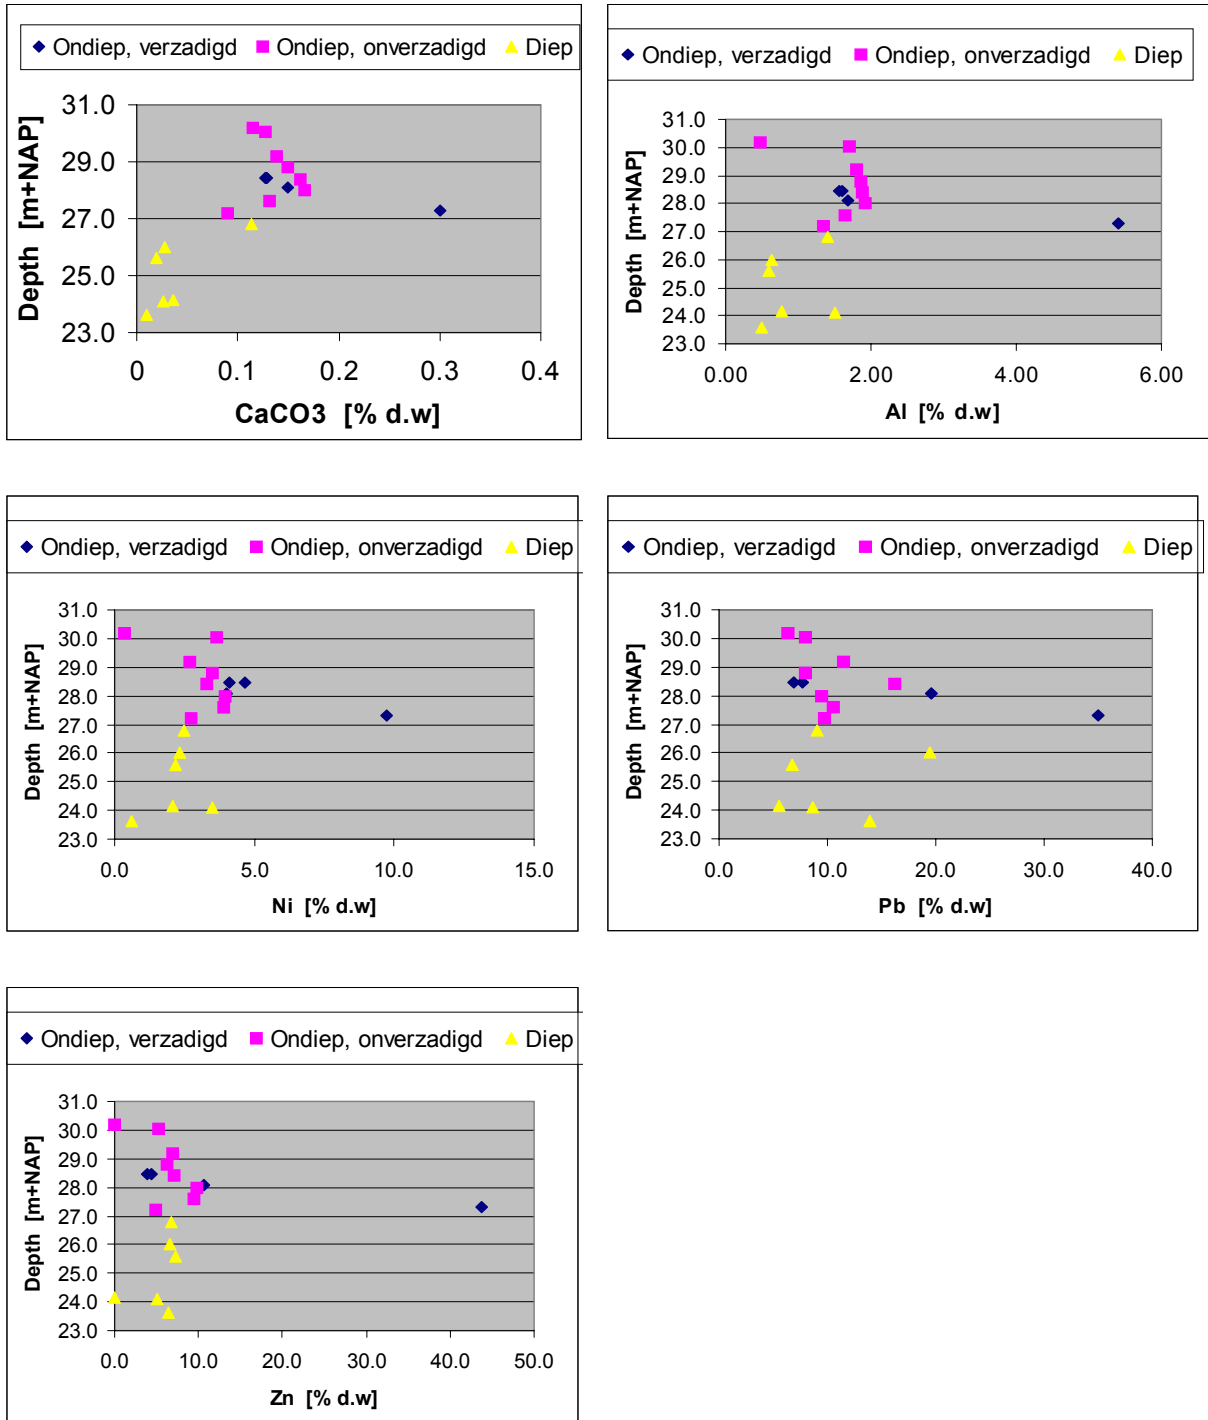 Ondiep, verzadigd Ondiep, onverzadigd Diep
31.0
29.0
27.0
25.0
23.0
Depth [m+NAP]
0 0.1 0.2 0.3 0.4
CaCO3 [% d.w]
Ondiep, verzadigd Ondiep, onverzadigd Diep
31.0
30.0
29.0
28.0
27.0
26.0
25.0
24.0
23.0
Depth [m+NAP]
0.00 2.00 4.00 6.00
Al [% d.w]
Ondiep, verzadigd Ondiep, onverzadigd Diep
31.0
30.0
29.0
28.0
27.0
26.0
25.0
24.0
23.0
Depth [m+NAP]
0.0 5.0 10.0 15.0
Ni [% d.w]
Ondiep, verzadigd Ondiep, onverzadigd Diep
31.0
30.0
29.0
28.0
27.0
26.0
25.0
24.0
23.0
Depth [m+NAP]
0.0 10.0 20.0 30.0 40.0
Pb [% d.w]
Ondiep, verzadigd Ondiep, onverzadigd Diep
31.0
30.0
29.0
28.0
27.0
26.0
25.0
24.0
23.0
Depth [m+NAP]
0.0 10.0 20.0 30.0 40.0 50.0
Zn [% d.w]